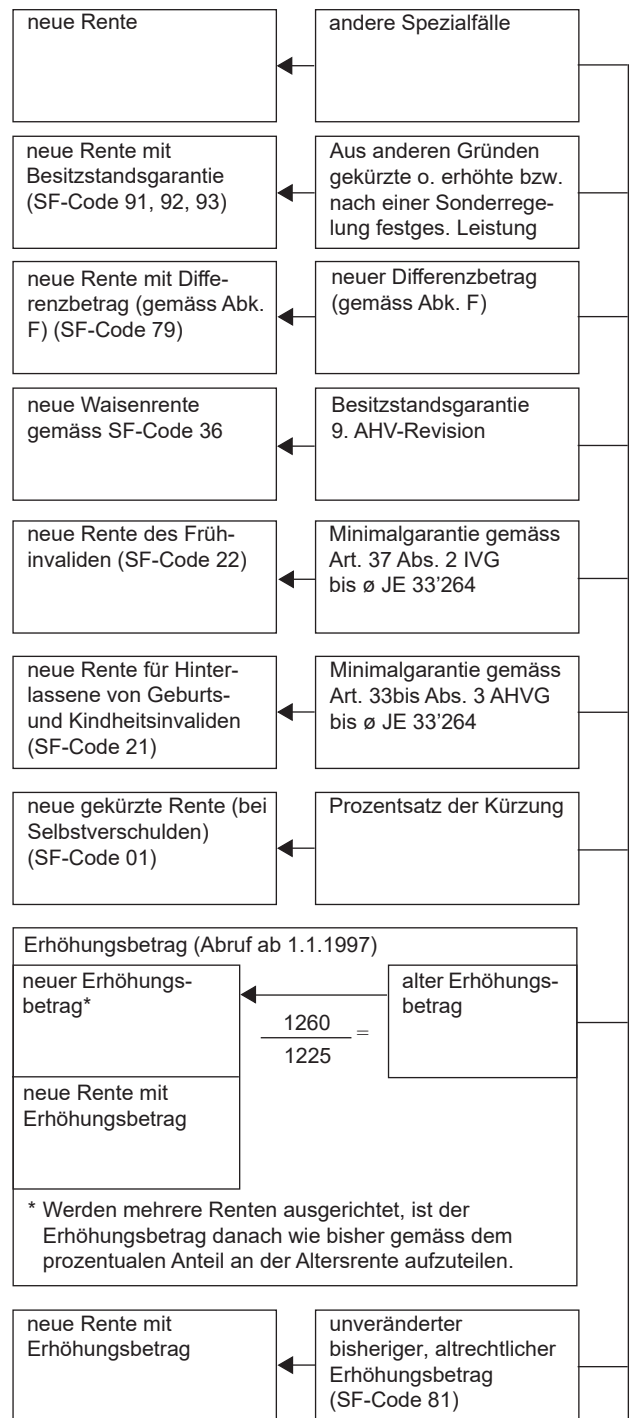 neue Rente
andere Spezialfälle
neue Rente mit
Besitzstandsgarantie
(SF-Code 91, 92, 93)
Aus anderen Gründen
gekürzte o. erhöhte bzw.
nach einer Sonderrege-
lung festges. Leistung
neue Rente mit Diffe-
renzbetrag (gemäss Abk.
F) (SF-Code 79)
neuer Differenzbetrag
(gemäss Abk. F)
neue Waisenrente
gemäss SF-Code 36
Besitzstandsgarantie
9. AHV-Revision
neue Rente des Früh-
invaliden (SF-Code 22)
Minimalgarantie gemäss
Art. 37 Abs. 2 IVG
bis ø JE 33’264
neue Rente für Hinter-
lassene von Geburts-
und Kindheitsinvaliden
(SF-Code 21)
Minimalgarantie gemäss
Art. 33bis Abs. 3 AHVG
bis ø JE 33’264
neue gekürzte Rente (bei
Selbstverschulden)
(SF-Code 01)
Prozentsatz der Kürzung
Erhöhungsbetrag (Abruf ab 1.1.1997)
neuer Erhöhungs-
betrag*
1260
1225
=
alter Erhöhungs-
betrag
neue Rente mit
Erhöhungsbetrag
* Werden mehrere Renten ausgerichtet, ist der
Erhöhungsbetrag danach wie bisher gemäss dem
prozentualen Anteil an der Altersrente aufzuteilen.
neue Rente mit
Erhöhungsbetrag
unveränderter
bisheriger, altrechtlicher
Erhöhungsbetrag
(SF-Code 81)